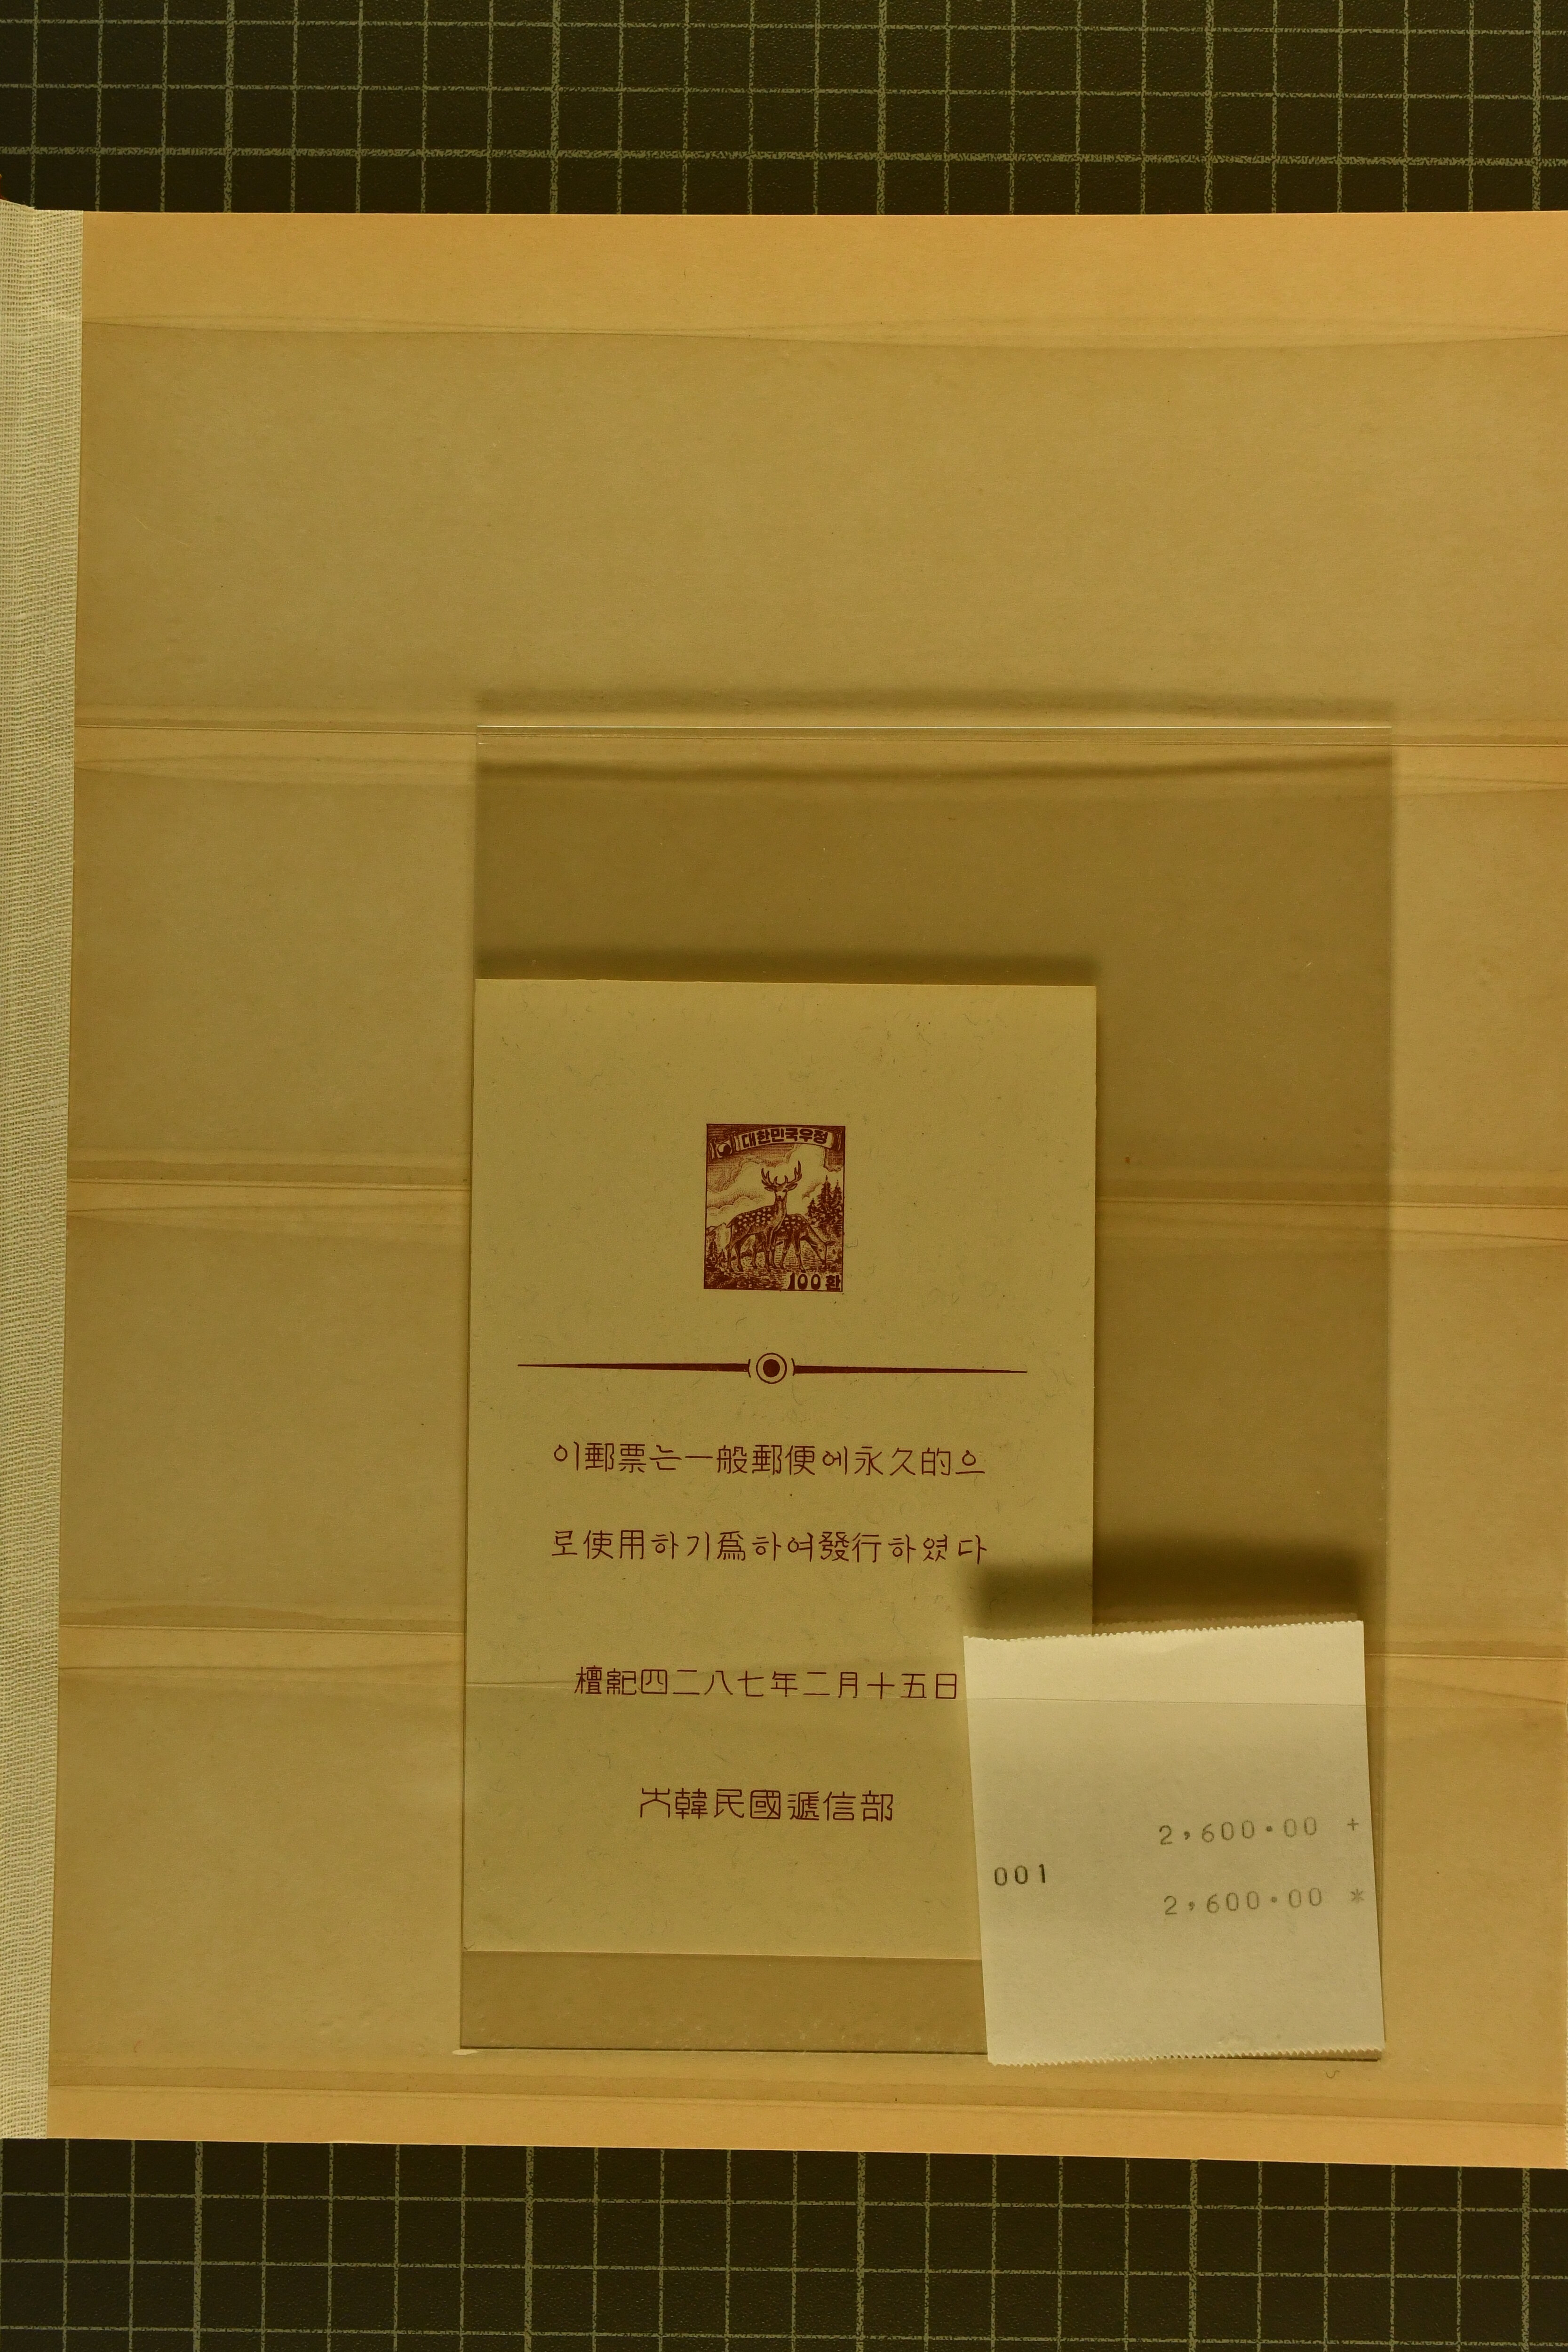 대한민국우정
100환
이郵票는一般郵便에永久的으
로使用하기爲하여發行하였다
檀紀四二八七年二月十五日
大韓民國遞信部
2,600.00 +
001
2,600.00 *